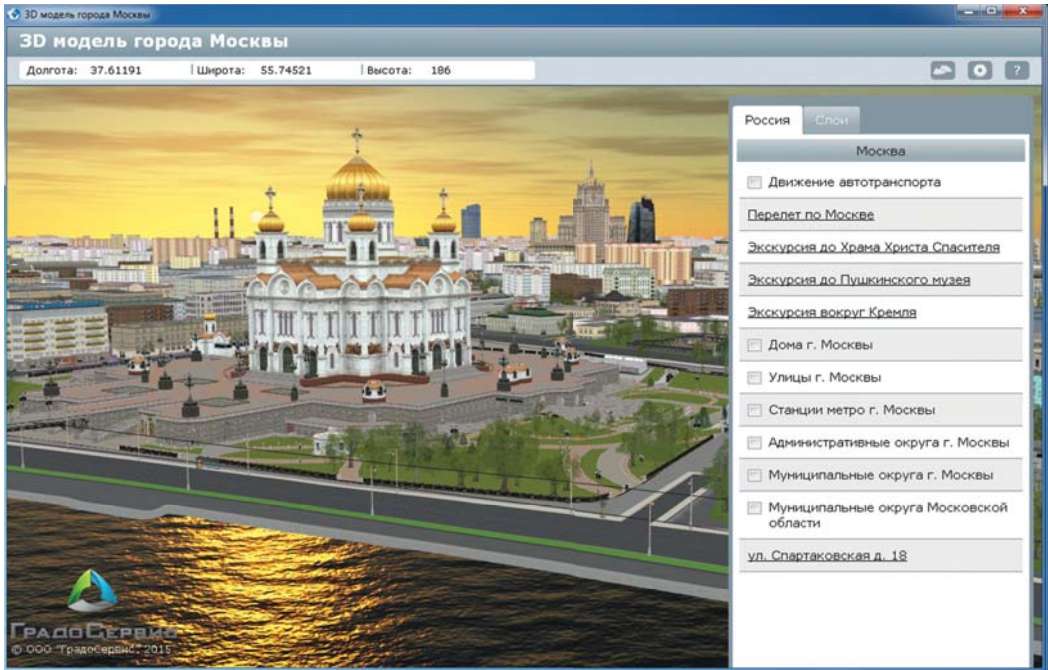 3D модель города Москвы
3D модель города Москвы
Долгота: 37.61191 Широта: 55.74521 Высота: 186
?
Россия Слои
Москва
Движение автотранспорта
Перелет по Москве
Экскурсия до Храма Христа Спасителя
Экскурсия до Пушкинского музея
Экскурсия вокруг Кремля
Дома г. Москвы
Улицы г. Москвы
Станции метро г. Москвы
Административные округа г. Москвы
Муниципальные округа г. Москвы
Муниципальные округа Московской
области
ул. Спартаковская д. 18
ГрадоСервис
© ООО "ГрадоСервис", 2015